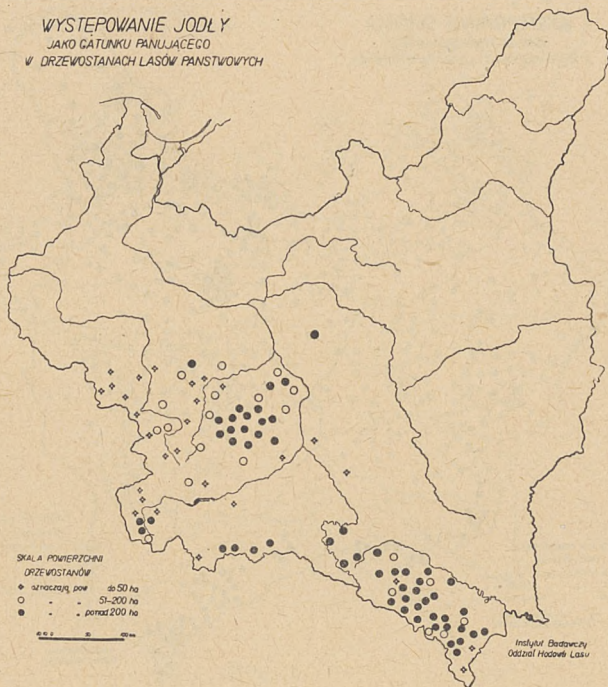 WYSTĘPOWANIE JODŁY
JAKO GATUNKU PANUJĄCEGO
W DRZEWOSTANACH LASÓW PAŃSTWOWYCH
SKALA POWIERZCHNI
DRZEWOSTANÓW
oznaczają pow. do 50 ha
" " 51-200 ha
" " ponad 200 ha
Instytut Badawczy
Oddział Hodowli Lasu